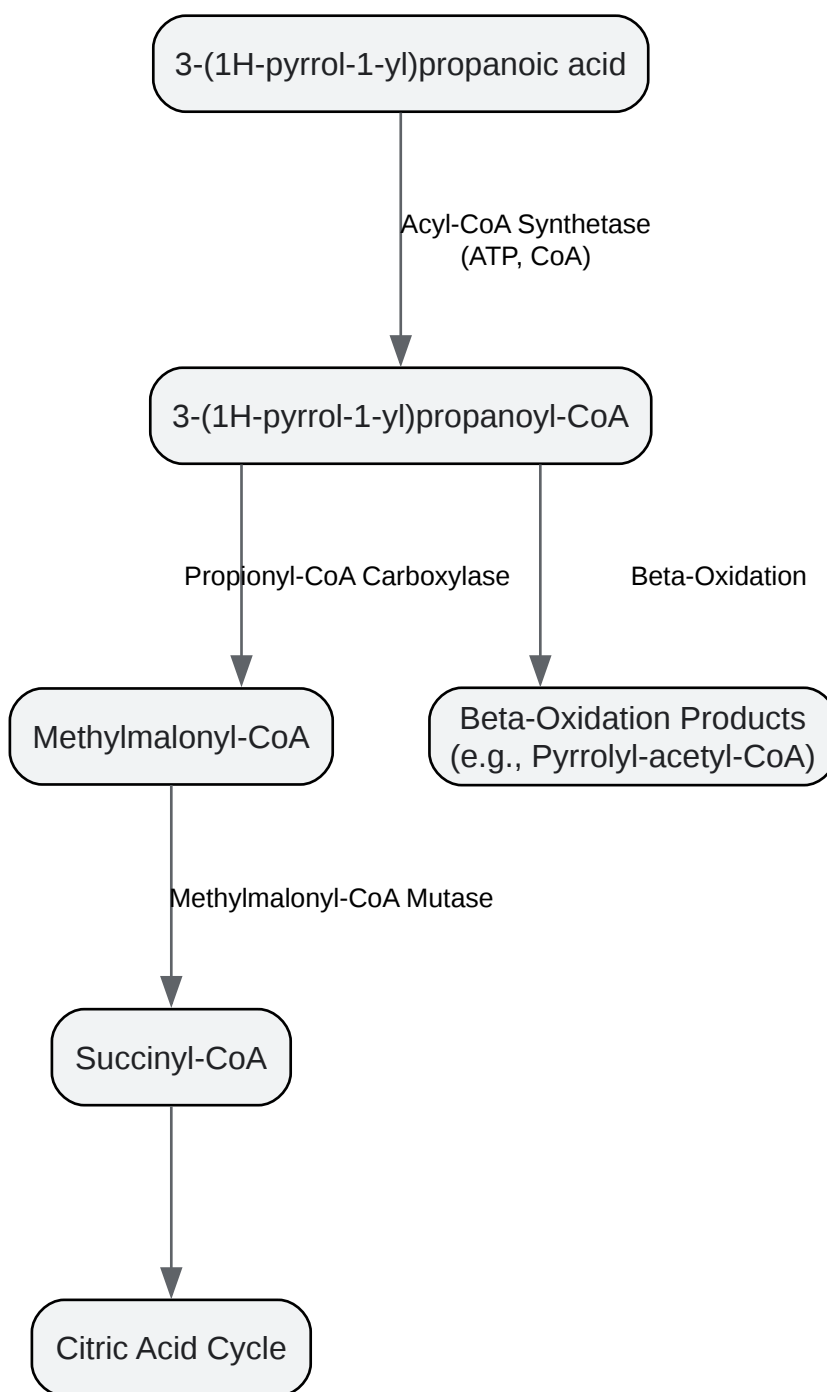 3-(1H-pyrrol-1-yl)propanoic acid
Acyl-CoA Synthetase
(ATP, CoA)
3-(1H-pyrrol-1-yl)propanoyl-CoA
Propionyl-CoA Carboxylase
Beta-Oxidation
Methylmalonyl-CoA
Beta-Oxidation Products
(e.g., Pyrrolyl-acetyl-CoA)
Methylmalonyl-CoA Mutase
Succinyl-CoA
Citric Acid Cycle